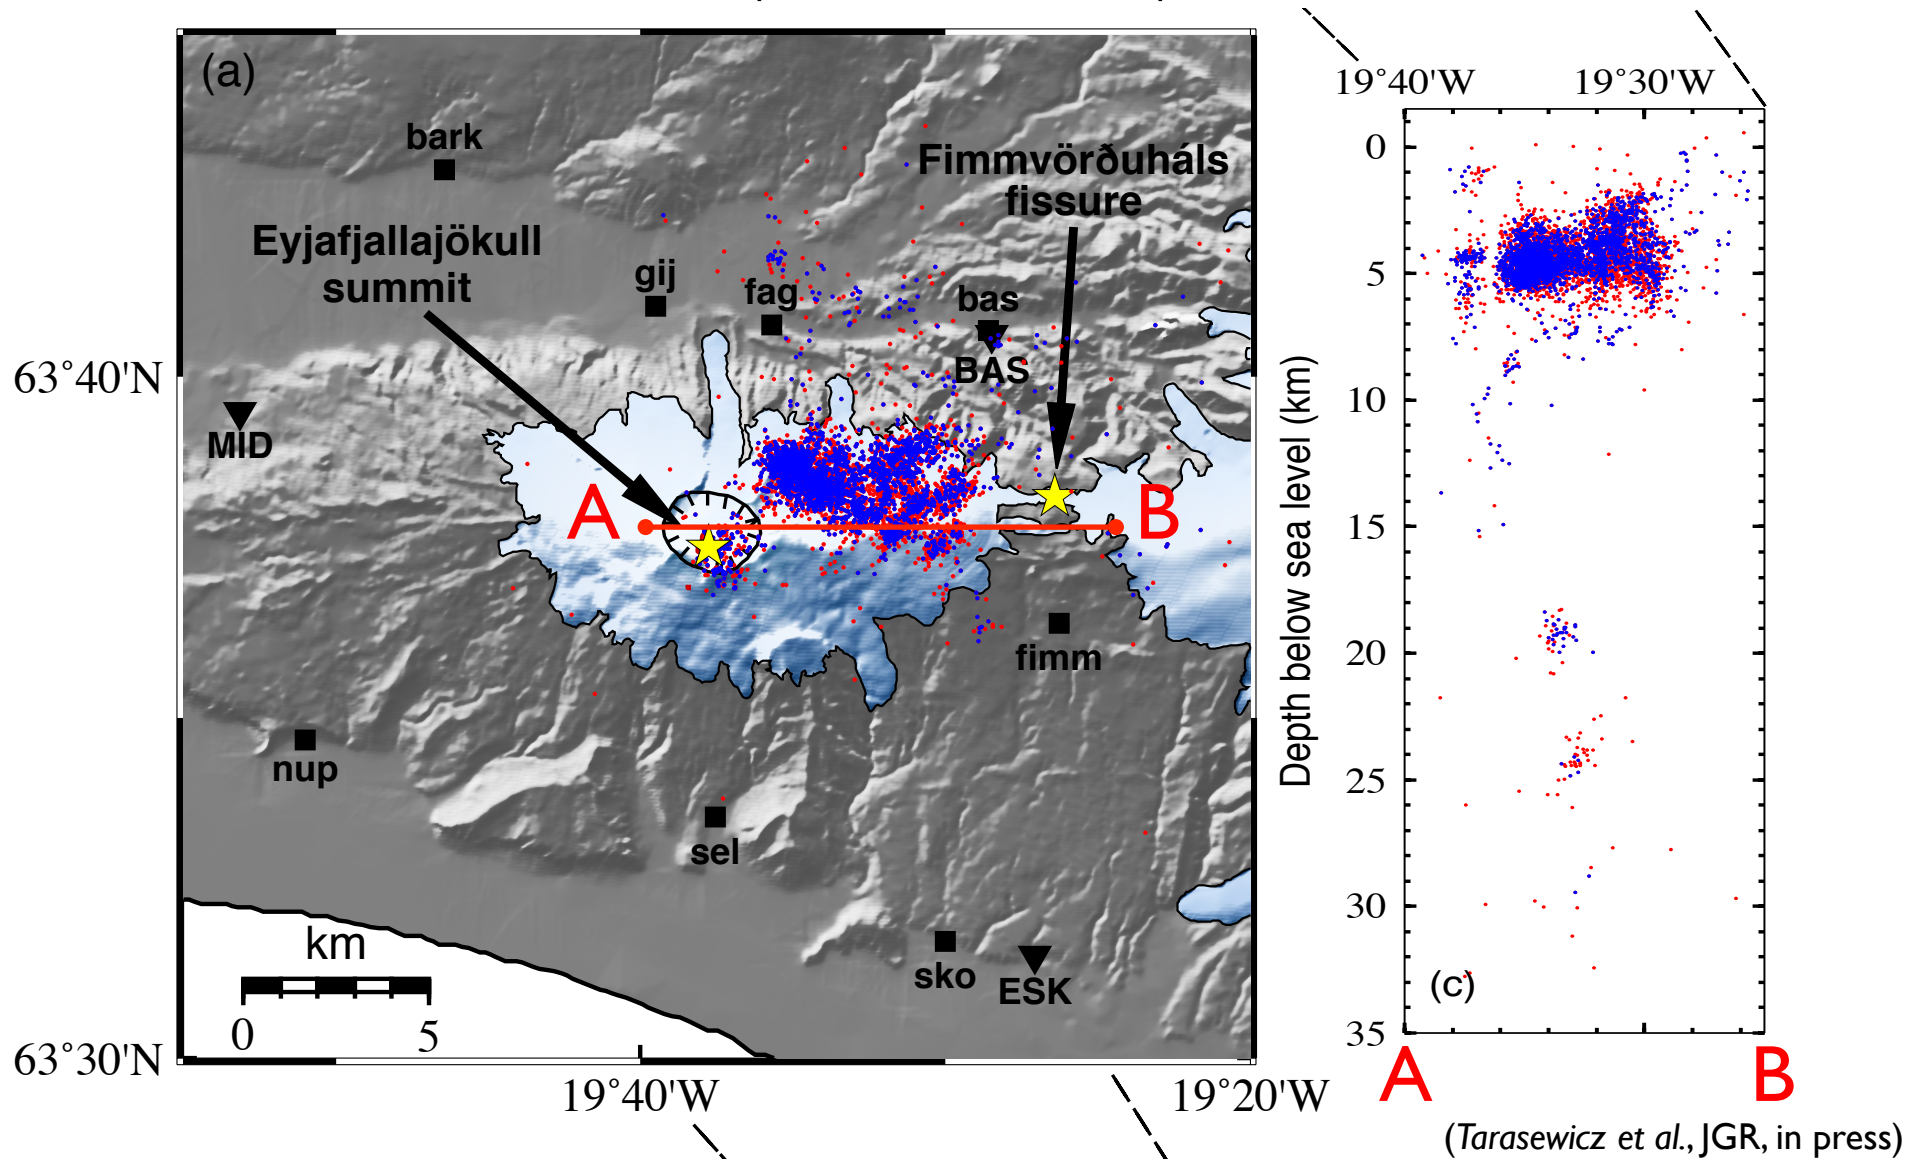 (a)
bark
Eyjafjallajökull
summit
gij
fag
Fimmvörðuháls
fissure
bas
BAS
63°40'N
MID
A
B
fimm
nup
sel
sko
ESK
km
0
5
63°30'N
19°40'W
19°20'W
19°40'W
19°30'W
Depth below sea level (km)
0
5
10
15
20
25
30
35
(c)
A
B
(Tarasewicz et al., JGR, in press)